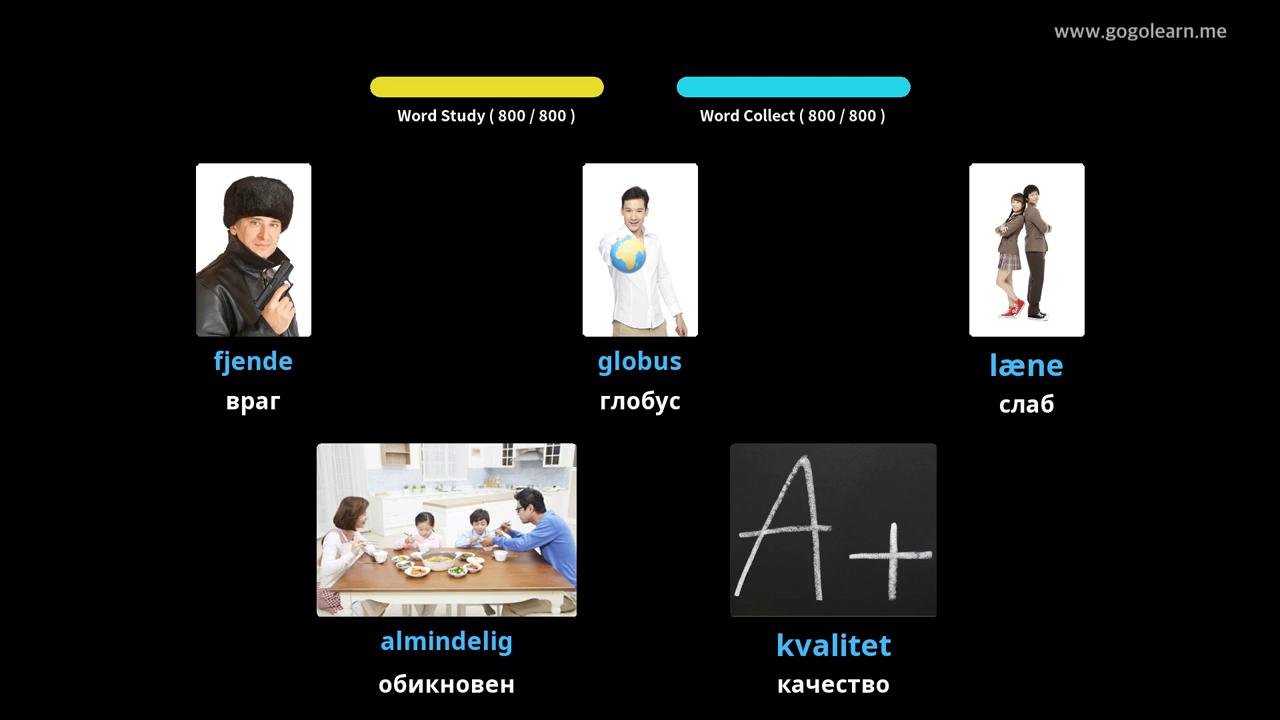 www.gogolearn.me
Word Study ( 800 / 800 )
Word Collect ( 800 / 800 )
fjende
враг
globus
глобус
læne
слаб
almindelig
обикновен
kvalitet
качество
A+